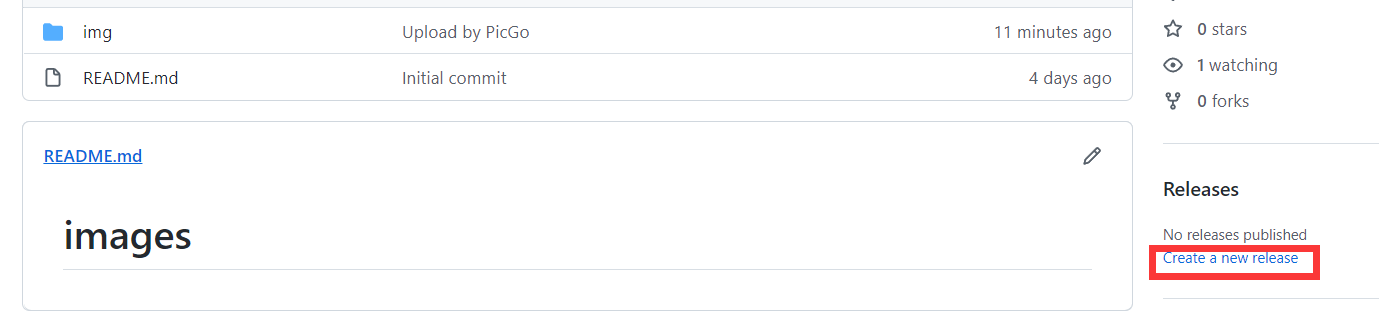 img Upload by PicGo 11 minutes ago
README.md Initial commit 4 days ago
README.md
images
0 stars
1 watching
0 forks
Releases
No releases published
Create a new release